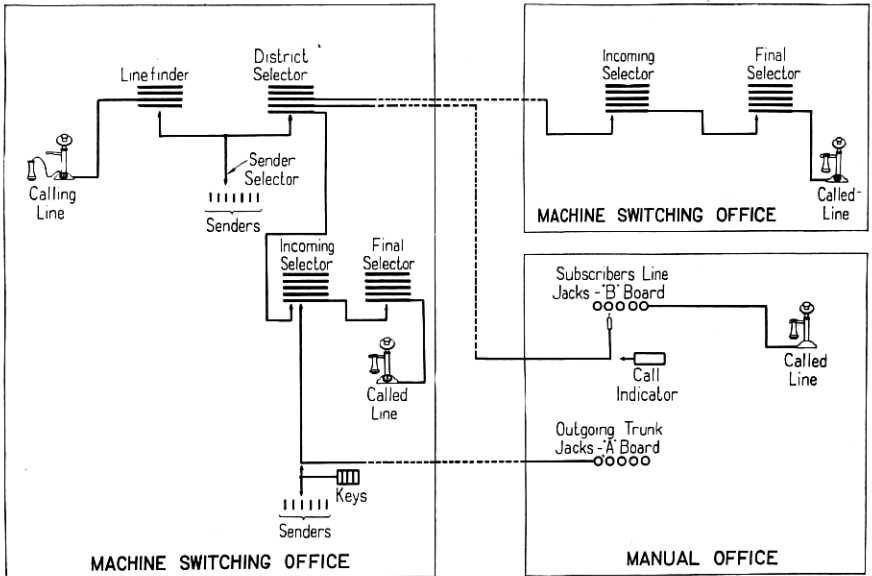 Linefinder
District
Selector
Calling
Line
Sender
Selector
Senders
Incoming
Selector
Final
Selector
Called
Line
Keys
Senders
MACHINE SWITCHING OFFICE
Incoming
Selector
Final
Selector
Called-
Line
MACHINE SWITCHING OFFICE
Subscribers Line
Jacks -"B" Board
Called
Line
Call
Indicator
Outgoing Trunk
Jacks -"A" Board
MANUAL OFFICE